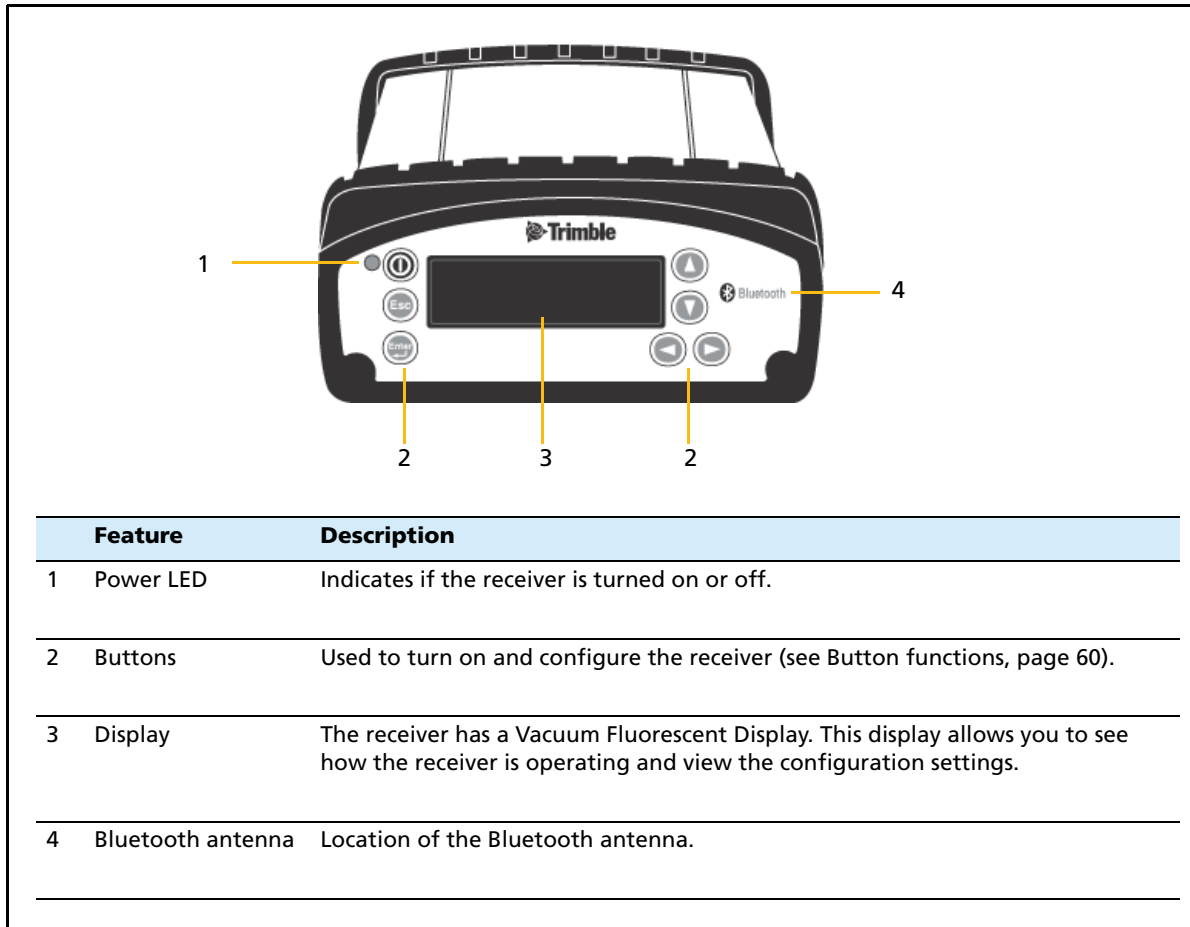 Trimble
1
Esc
Bluetooth
4
Enter
2 3 2
Feature Description
1 Power LED Indicates if the receiver is turned on or off.
2 Buttons Used to turn on and configure the receiver (see Button functions, page 60).
3 Display The receiver has a Vacuum Fluorescent Display. This display allows you to see
how the receiver is operating and view the configuration settings.
4 Bluetooth antenna Location of the Bluetooth antenna.